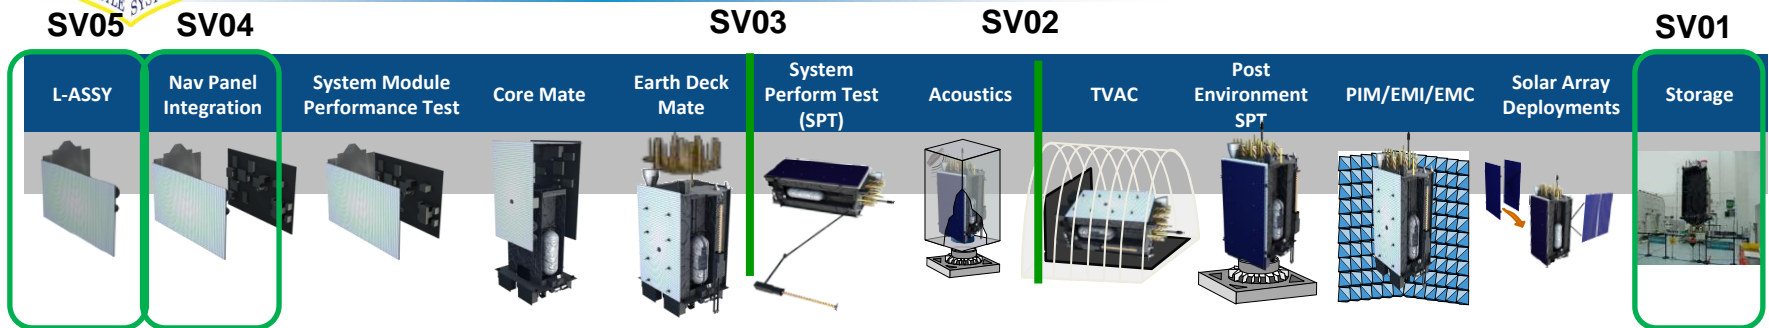 SV05
SV04
SV03
SV02
SV01
L-ASSY
Nav Panel
Integration
System Module
Performance Test
Core Mate
Earth Deck
Mate
System
Perform Test
(SPT)
Acoustics
TVAC
Post
Environment
SPT
PIM/EMI/EMC
Solar Array
Deployments
Storage